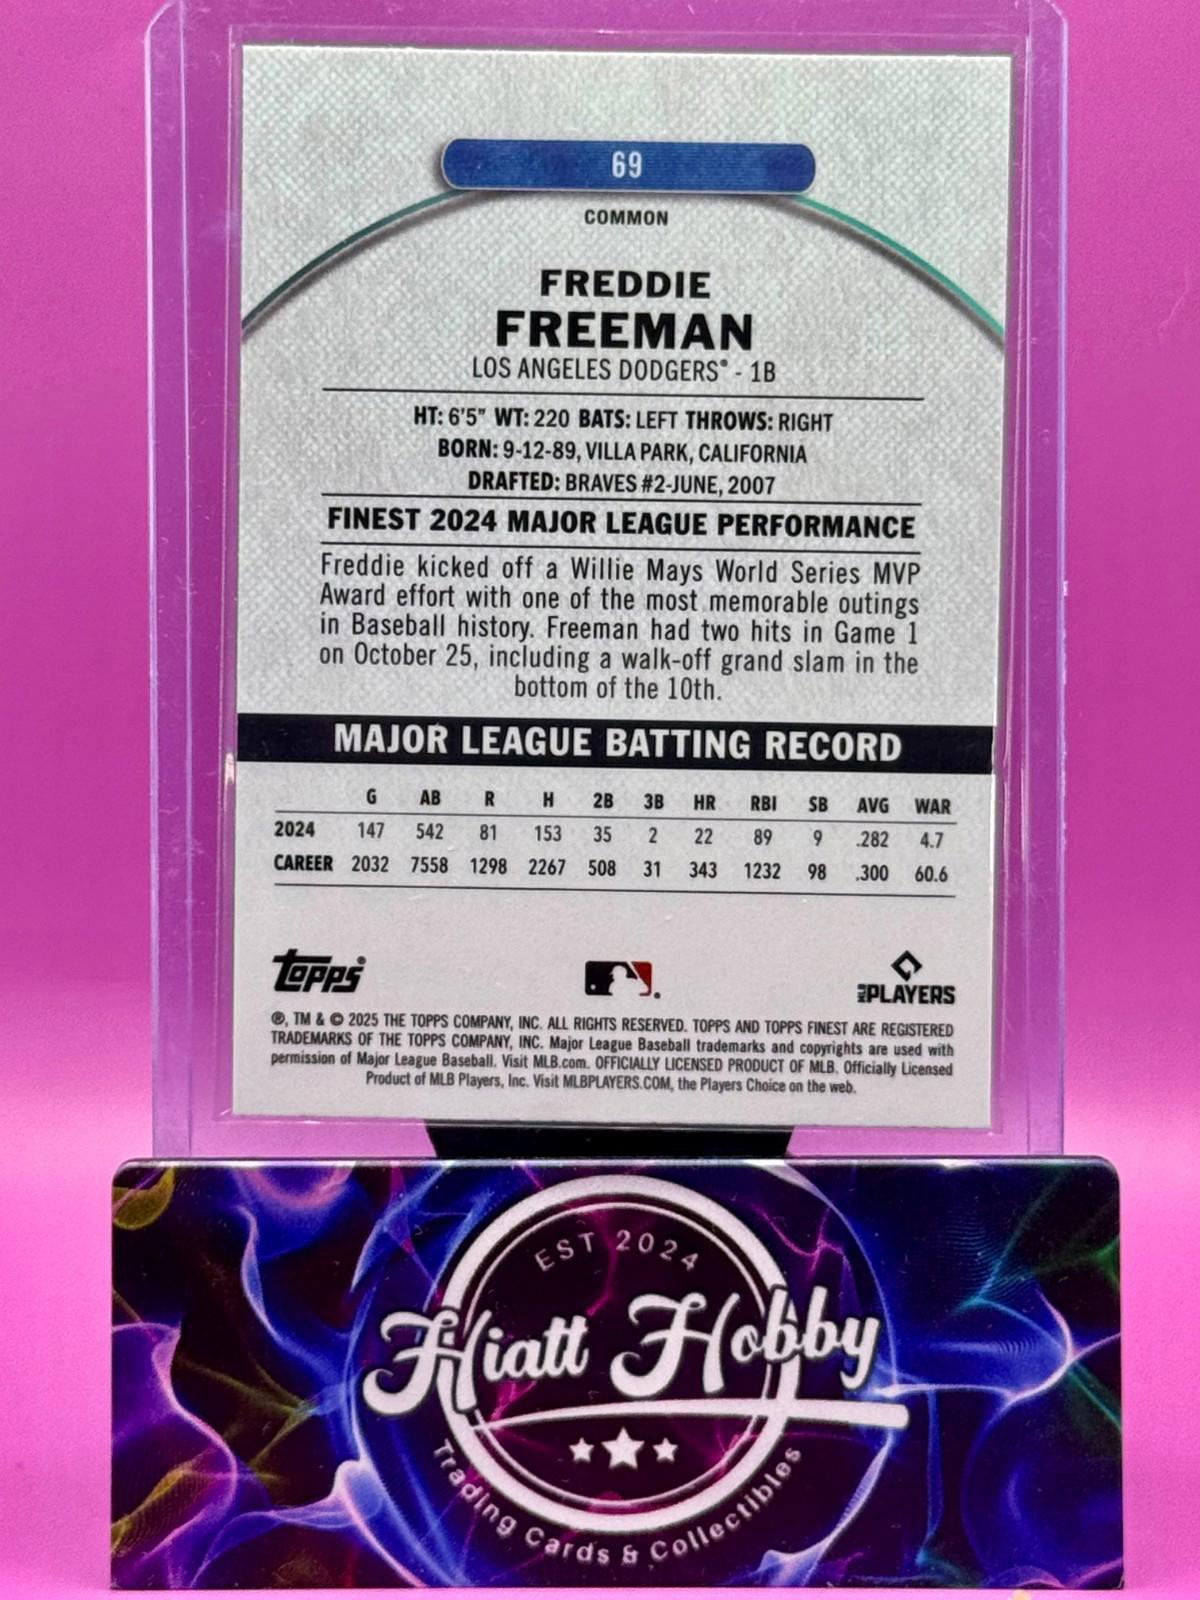 69
COMMON
FREDDIE
FREEMAN
LOS ANGELES DODGERS® - 1B
HT: 6'5" WT: 220 BATS: LEFT THROWS: RIGHT
BORN: 9-12-89, VILLA PARK, CALIFORNIA
DRAFTED: BRAVES #2-JUNE, 2007
FINEST 2024 MAJOR LEAGUE PERFORMANCE
Freddie kicked off a Willie Mays World Series MVP
Award effort with one of the most memorable outings
in Baseball history. Freeman had two hits in Game 1
on October 25, including a walk-off grand slam in the
bottom of the 10th.
MAJOR LEAGUE BATTING RECORD
G AB R H 2B 3B HR RBI SB AVG WAR
2024 147 542 81 153 35 2 22 89 9 .282 4.7
CAREER 2032 7558 1298 2267 508 31 343 1232 98 .300 60.6
Topps®
MLB PLAYERS
®, TM & © 2025 THE TOPPS COMPANY, INC. ALL RIGHTS RESERVED. TOPPS AND TOPPS FINEST ARE REGISTERED
TRADEMARKS OF THE TOPPS COMPANY, INC. Major League Baseball trademarks and copyrights are used with
permission of Major League Baseball. Visit MLB.com. OFFICIALLY LICENSED PRODUCT OF MLB. Officially Licensed
Product of MLB Players, Inc. Visit MLBPLAYERS.COM, the Players Choice on the web.
EST 2024
Hiatt Hobby
Trading Cards & Collectibles